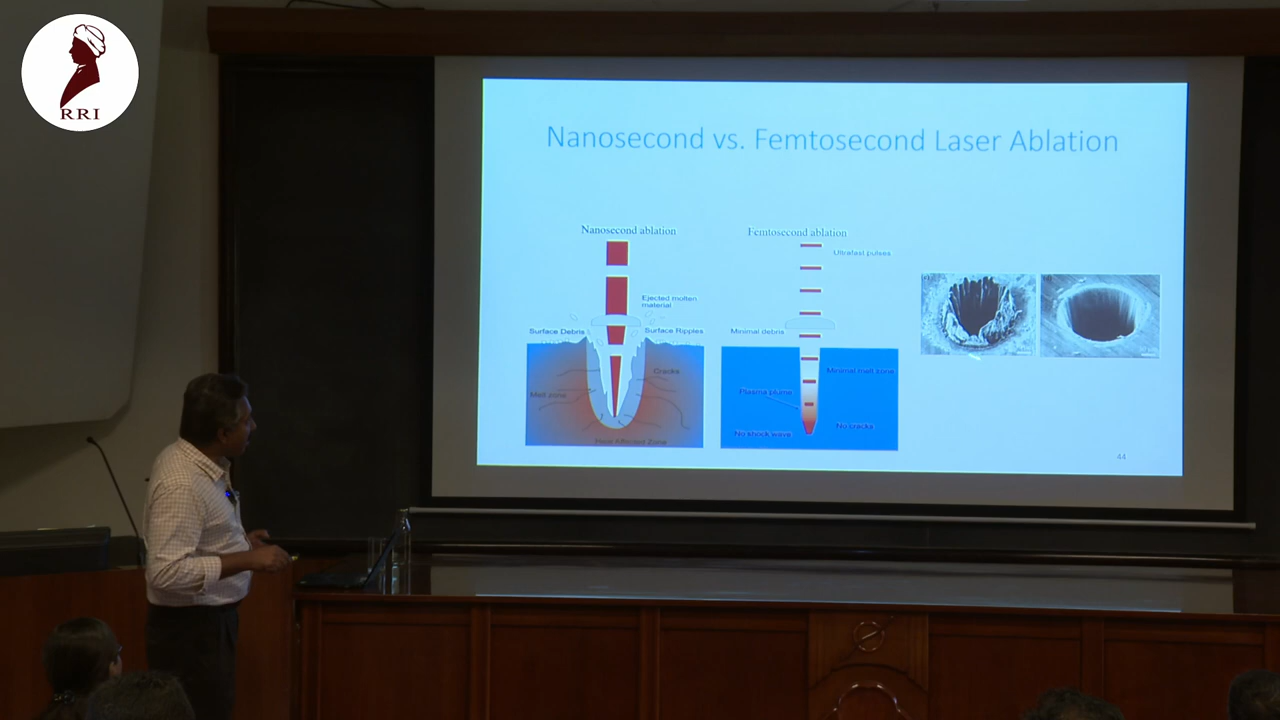 RRI
Nanosecond vs. Femtosecond Laser Ablation
Nanosecond ablation
Ejected molten
material
Surface Debris
Surface Ripples
Cracks
Melt zone
Heat Affected Zone
Femtosecond ablation
Ultrafast pulses
Minimal debris
Minimal melt zone
Plasma plume
No shock wave
No cracks
44